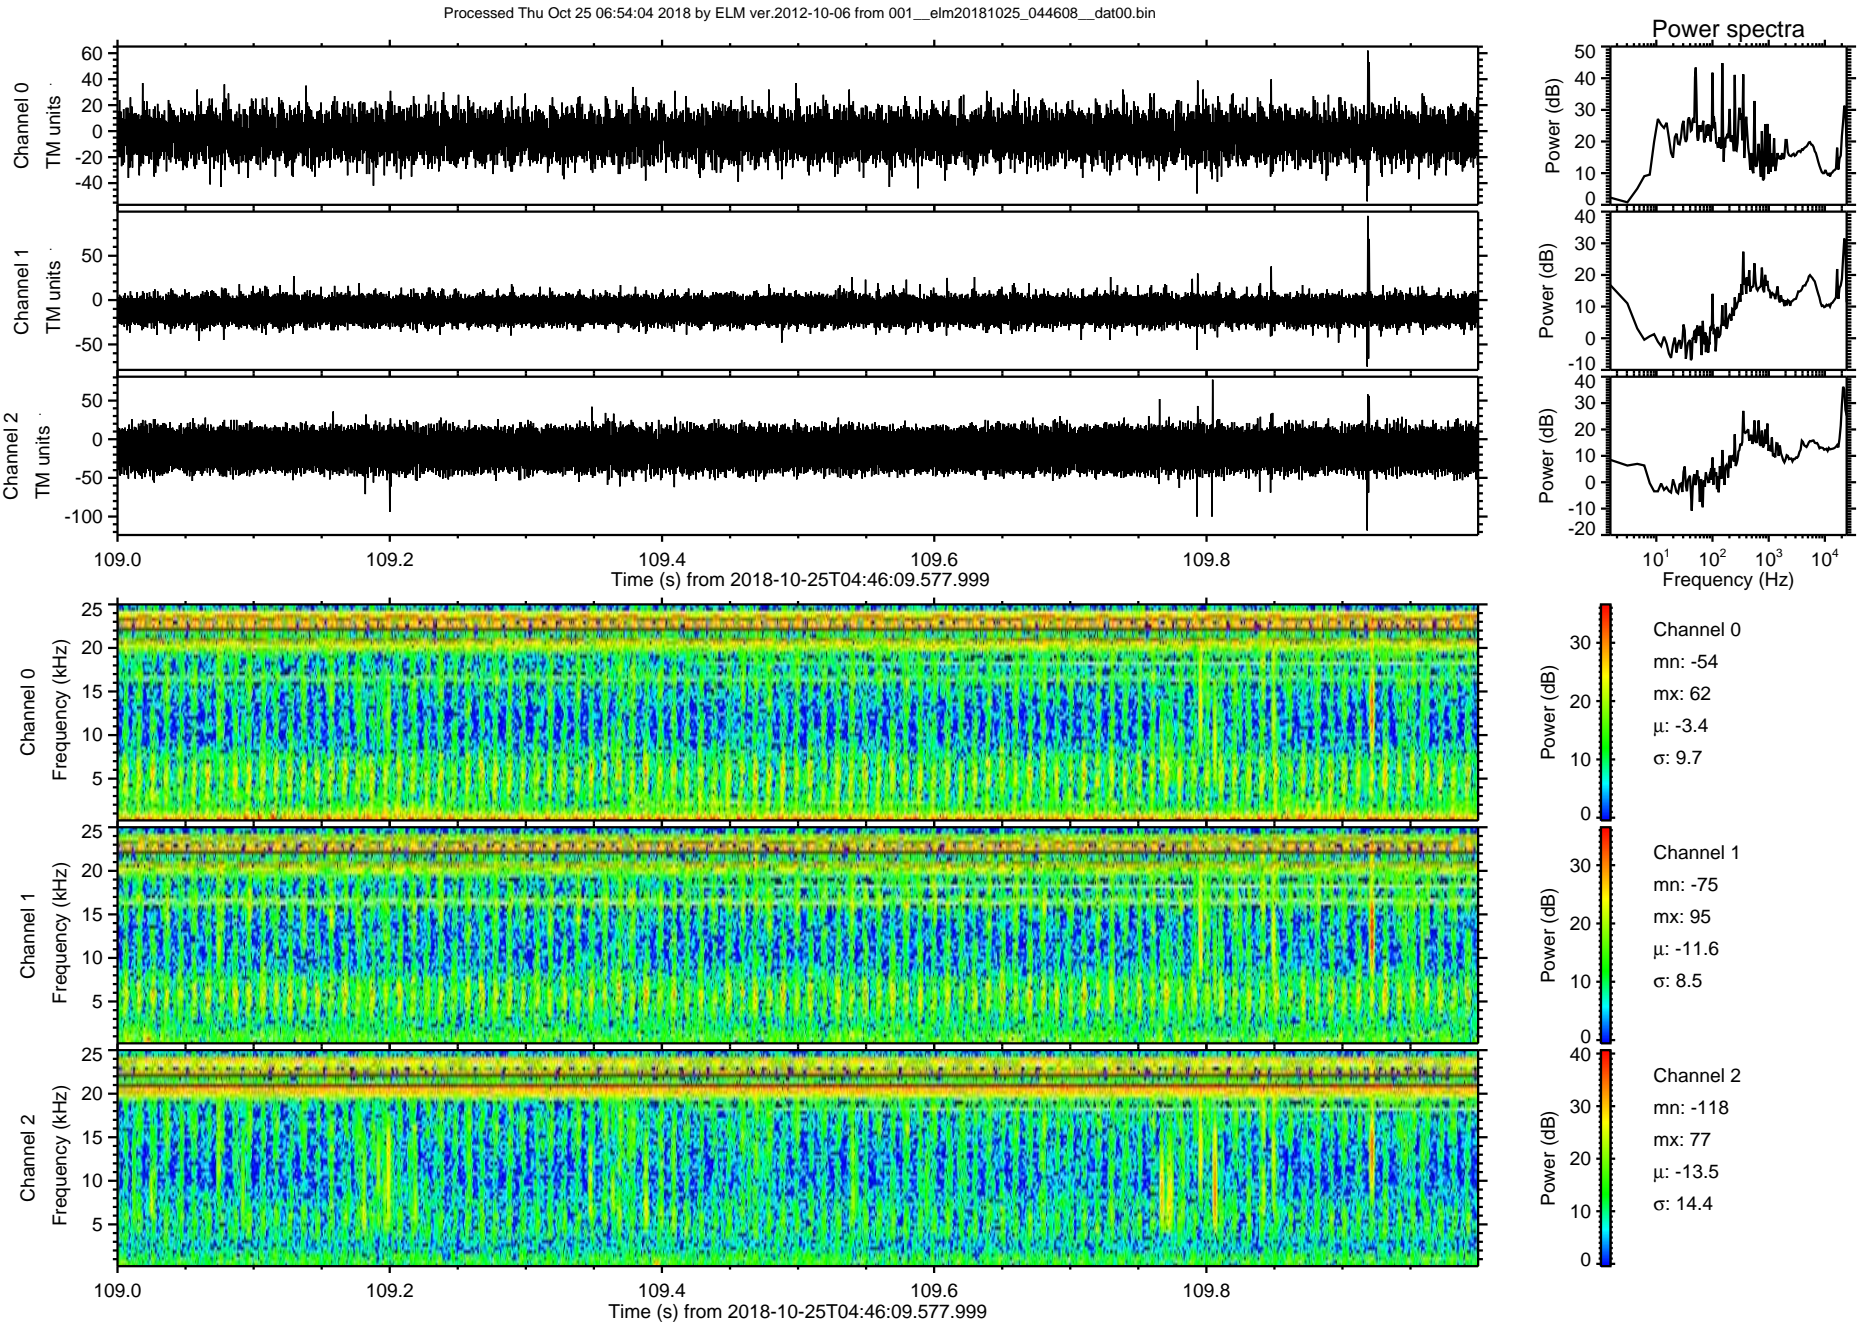 Processed Thu Oct 25 06:54:04 2018 by ELM ver.2012-10-06 from 001__elm20181025_044608__dat00.bin
Power spectra
Channel 0
TM units
60
40
20
0
-20
-40
Power (dB)
50
40
30
20
10
0
Channel 1
TM units
50
0
-50
Power (dB)
40
30
20
10
0
-10
Channel 2
TM units
50
0
-50
-100
Power (dB)
40
30
20
10
0
-10
-20
109.0 109.2 109.4 109.6 109.8
Time (s) from 2018-10-25T04:46:09.577.999
10¹ 10² 10³ 10⁴
Frequency (Hz)
Channel 0
Frequency (kHz)
25
20
15
10
5
Power (dB)
30
20
10
0
Channel 0
mn: -54
mx: 62
µ: -3.4
σ: 9.7
Channel 1
Frequency (kHz)
25
20
15
10
5
Power (dB)
30
20
10
0
Channel 1
mn: -75
mx: 95
µ: -11.6
σ: 8.5
Channel 2
Frequency (kHz)
25
20
15
10
5
Power (dB)
40
30
20
10
0
Channel 2
mn: -118
mx: 77
µ: -13.5
σ: 14.4
109.0 109.2 109.4 109.6 109.8
Time (s) from 2018-10-25T04:46:09.577.999